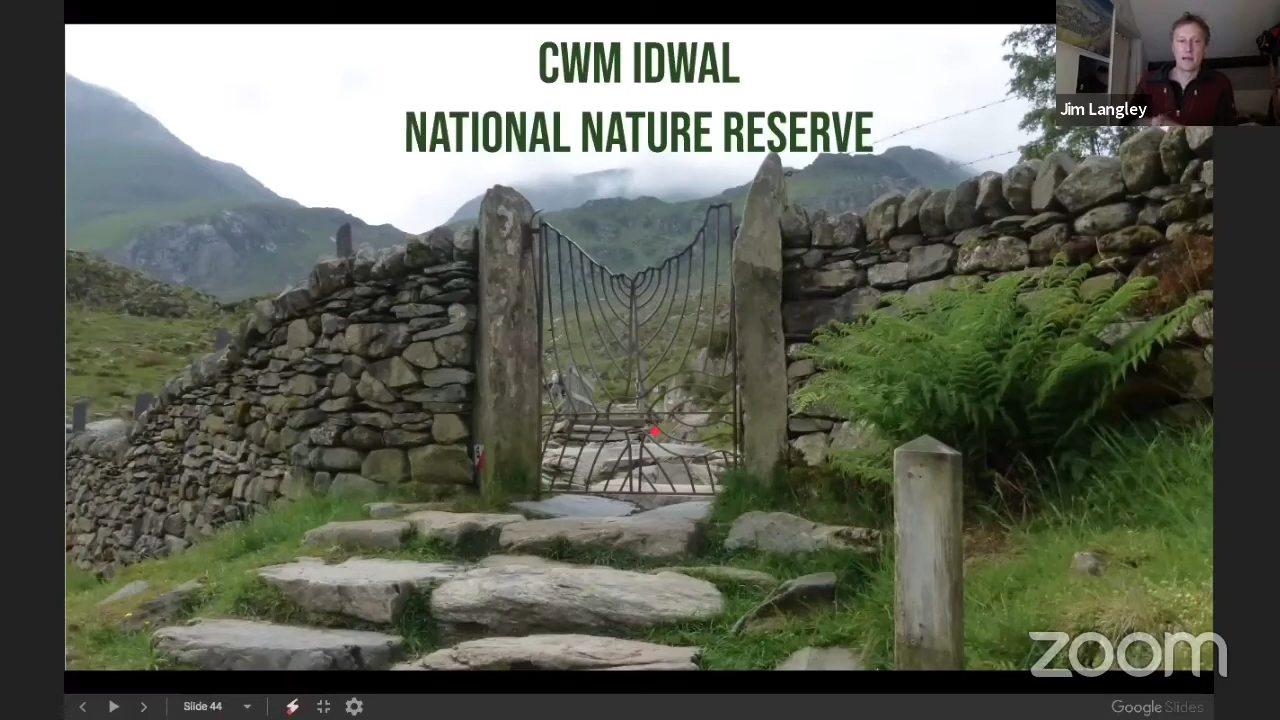 CWM IDWAL
NATIONAL NATURE RESERVE
Jim Langley
zoom
Slide 44
Google Slides